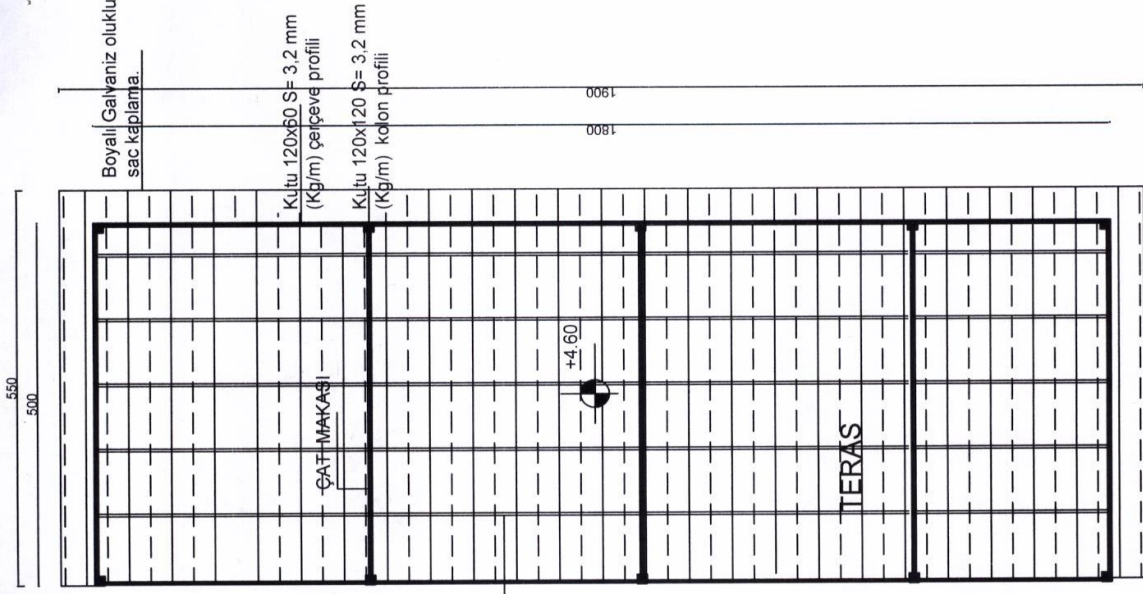 550
500
Boyalı Galvaniz oluklu
sac kaplama.
Kutu 120x60 S= 3,2 mm
(Kg/m) çerçeve profili
Kutu 120x120 S= 3,2 mm
(Kg/m) kolon profili
1900
1800
ÇATI MAKASI
+4.60
TERAS